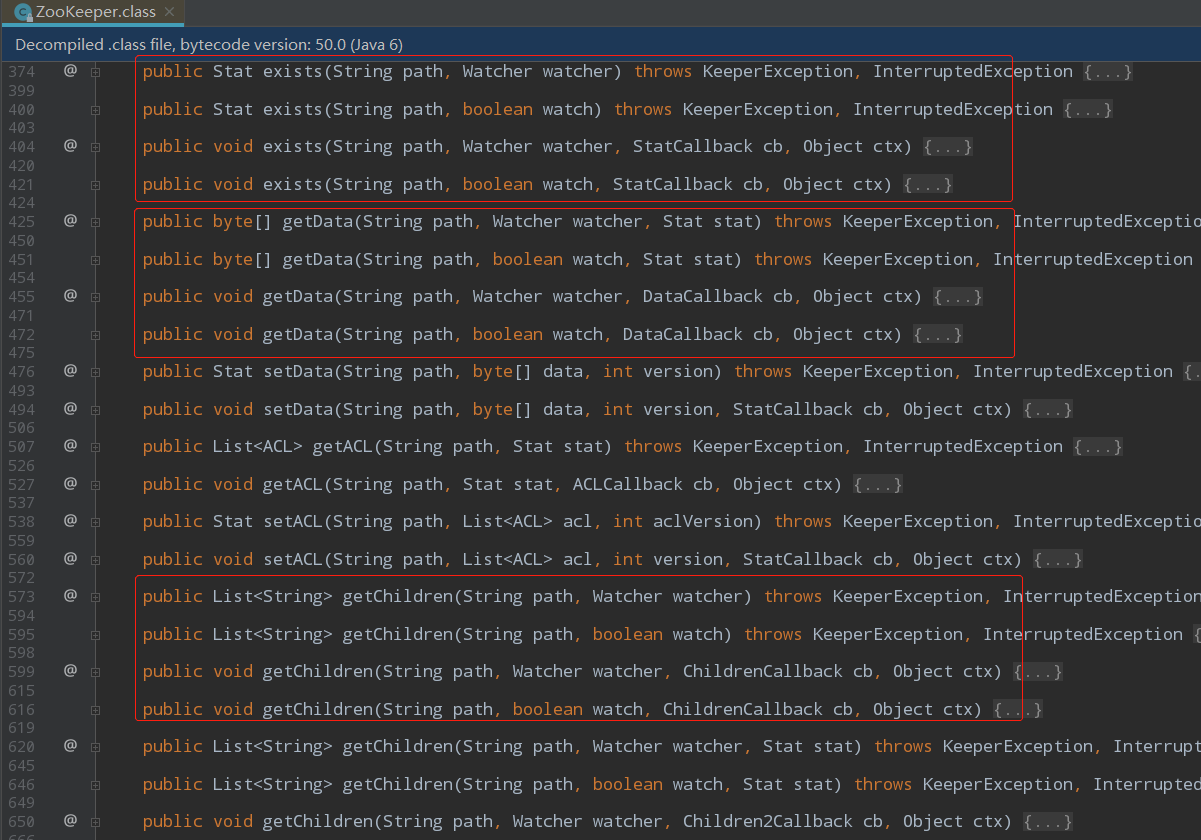 ZooKeeper.class
Decompiled .class file, bytecode version: 50.0 (Java 6)
374 @ public Stat exists(String path, Watcher watcher) throws KeeperException, InterruptedException {...}
399
400 public Stat exists(String path, boolean watch) throws KeeperException, InterruptedException {...}
403
404 @ public void exists(String path, Watcher watcher, StatCallback cb, Object ctx) {...}
420
421 public void exists(String path, boolean watch, StatCallback cb, Object ctx) {...}
424
425 @ public byte[] getData(String path, Watcher watcher, Stat stat) throws KeeperException, InterruptedExceptio
450
451 public byte[] getData(String path, boolean watch, Stat stat) throws KeeperException, InterruptedException
454
455 @ public void getData(String path, Watcher watcher, DataCallback cb, Object ctx) {...}
471
472 public void getData(String path, boolean watch, DataCallback cb, Object ctx) {...}
475
476 @ public Stat setData(String path, byte[] data, int version) throws KeeperException, InterruptedException {.
493
494 @ public void setData(String path, byte[] data, int version, StatCallback cb, Object ctx) {...}
506
507 @ public List<ACL> getACL(String path, Stat stat) throws KeeperException, InterruptedException {...}
526
527 @ public void getACL(String path, Stat stat, ACLCallback cb, Object ctx) {...}
537
538 @ public Stat setACL(String path, List<ACL> acl, int aclVersion) throws KeeperException, InterruptedExceptio
559
560 @ public void setACL(String path, List<ACL> acl, int version, StatCallback cb, Object ctx) {...}
572
573 @ public List<String> getChildren(String path, Watcher watcher) throws KeeperException, InterruptedException
594
595 public List<String> getChildren(String path, boolean watch) throws KeeperException, InterruptedException {
598
599 @ public void getChildren(String path, Watcher watcher, ChildrenCallback cb, Object ctx) {...}
615
616 public void getChildren(String path, boolean watch, ChildrenCallback cb, Object ctx) {...}
619
620 @ public List<String> getChildren(String path, Watcher watcher, Stat stat) throws KeeperException, Interrupt
645
646 public List<String> getChildren(String path, boolean watch, Stat stat) throws KeeperException, Interrupted
649
650 @ public void getChildren(String path, Watcher watcher, Children2Callback cb, Object ctx) {...}
666